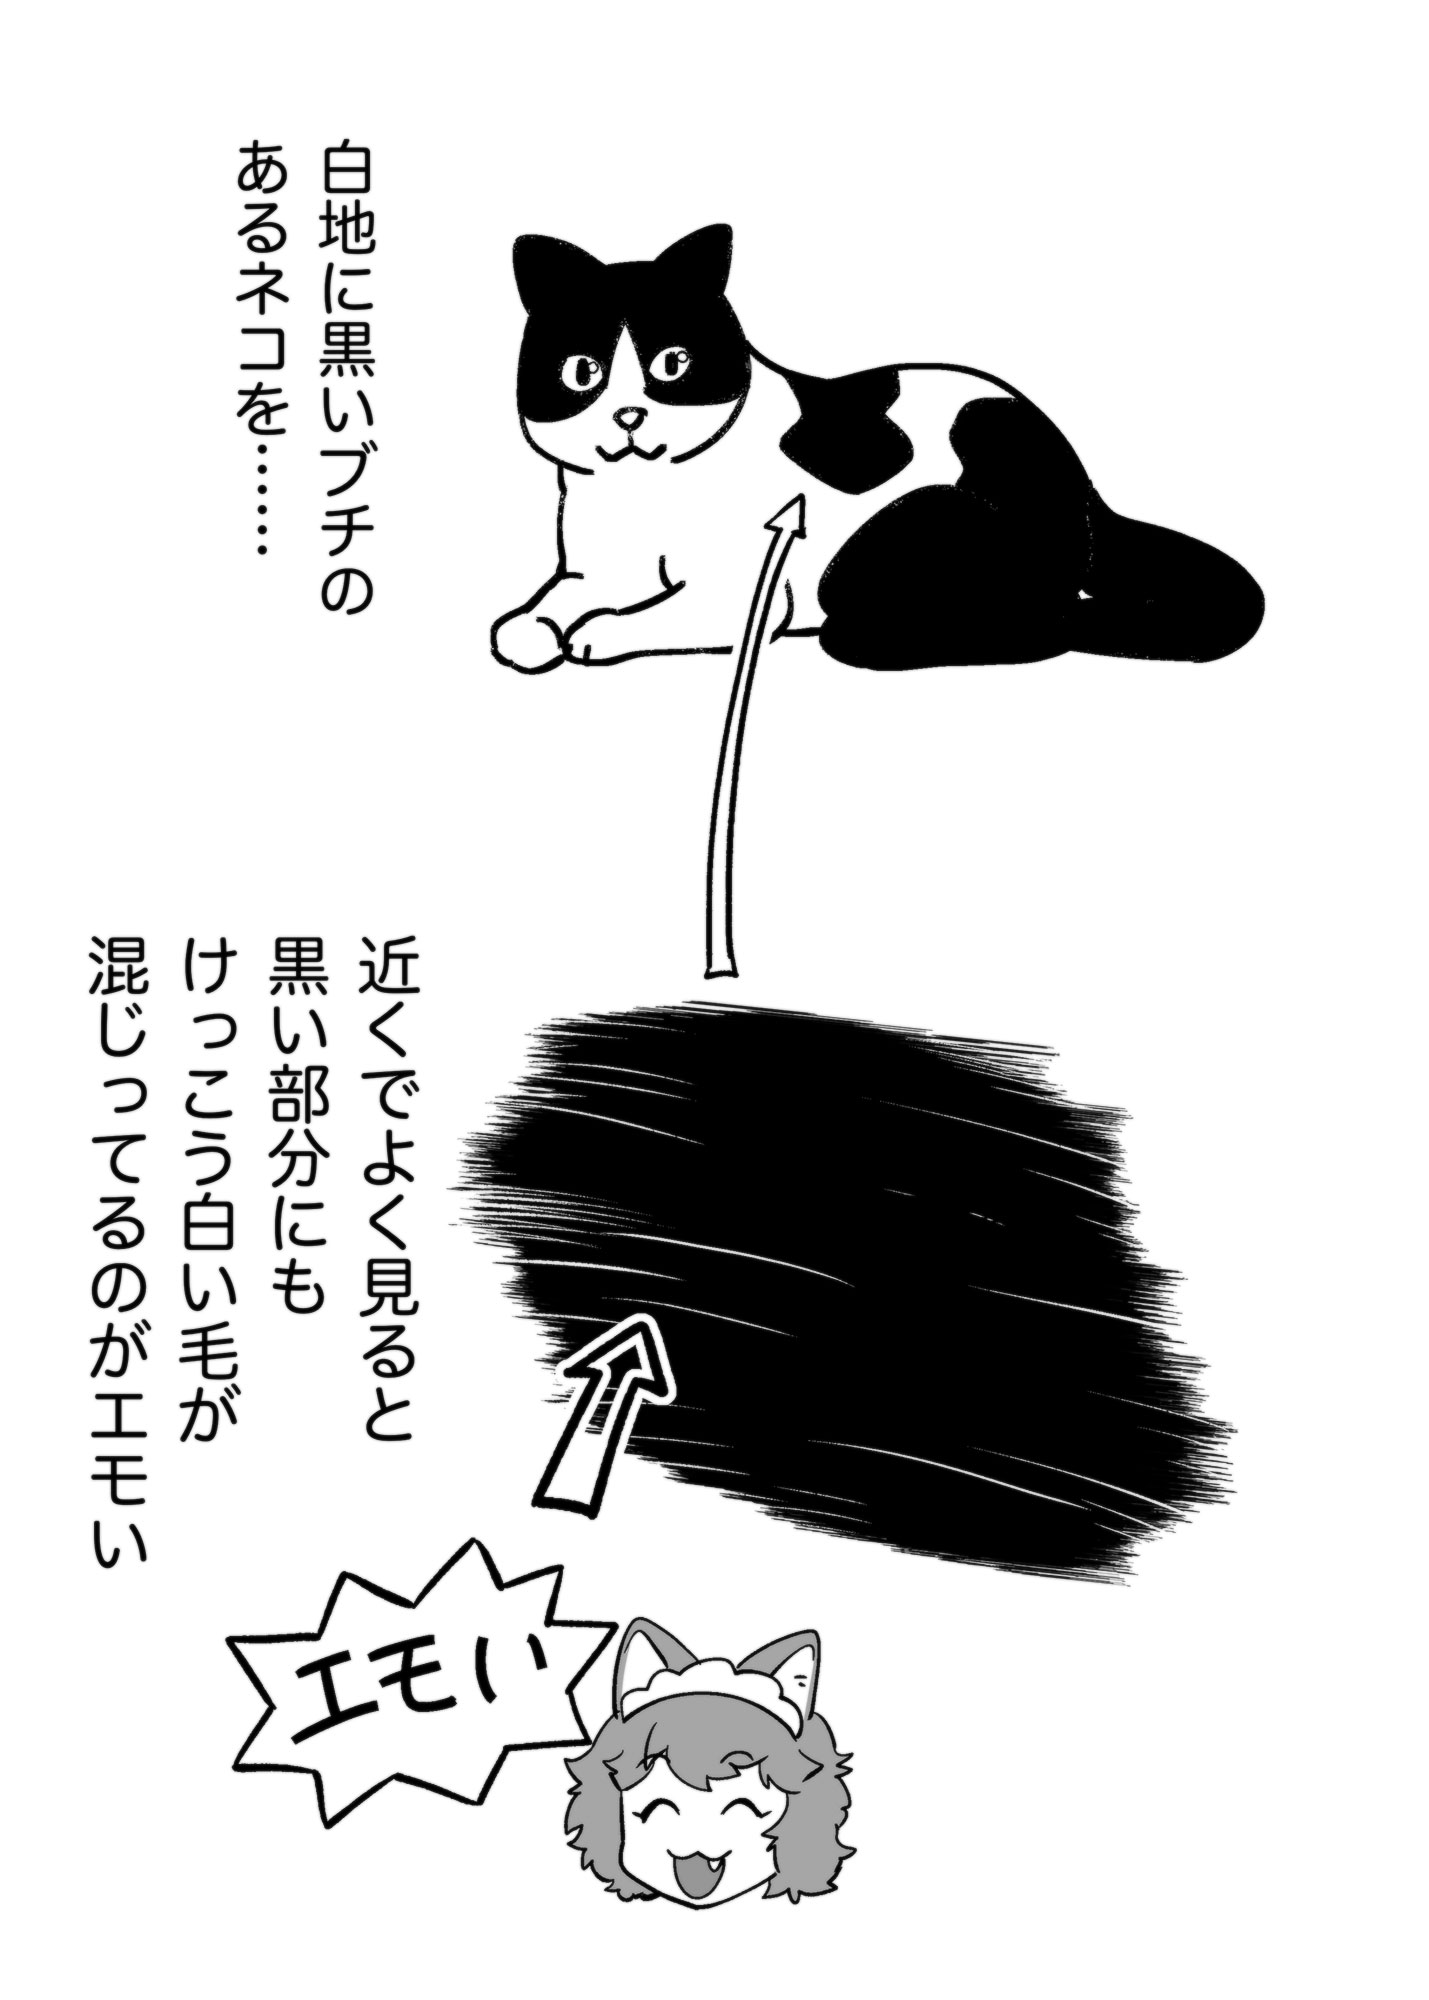 白地に黒いブチの
あるネコを……
近くでよく見ると
黒い部分にも
けっこう白い毛が
混じってるのがエモい
エモい